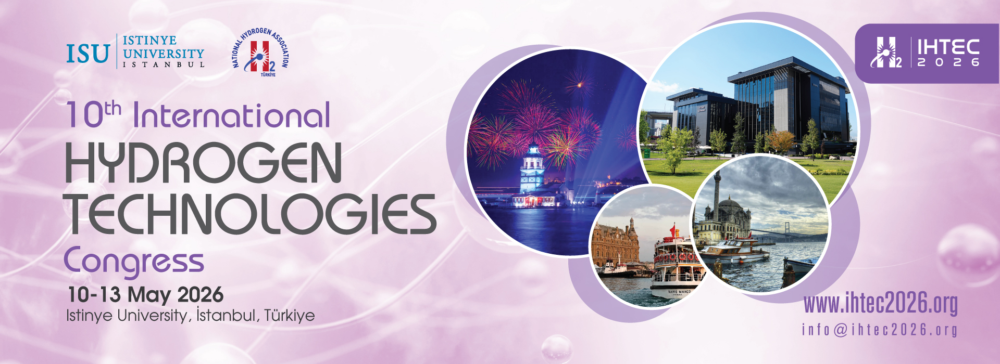 ISU
ISTINYE
UNIVERSITY
ISTANBUL
NATIONAL HYDROGEN ASSOCIATION
H2
TÜRKİYE
10th International
HYDROGEN
TECHNOLOGIES
Congress
10-13 May 2026
Istinye University, İstanbul, Türkiye
H2
IHTEC
2026
BARIŞ MANÇO
İSTANBUL
www.ihtec2026.org
info@ihtec2026.org